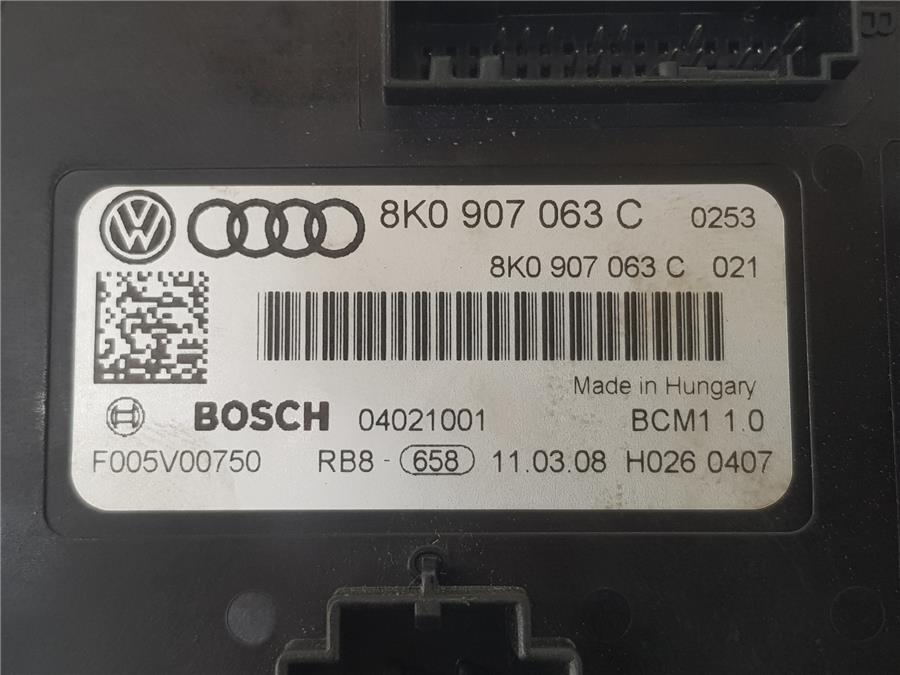 B
8K0 907 063 C 0253
8K0 907 063 C 021
Made in Hungary
BOSCH 04021001 BCM1 1.0
F005V00750 RB8 - 658 11.03.08 H026 0407